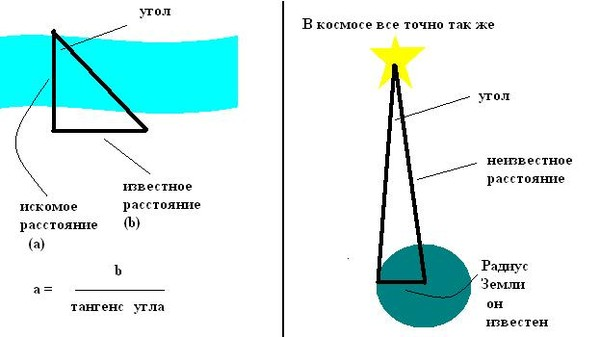 угол
искомое
расстояние
(a)
известное
расстояние
(b)
a =
b
тангенс угла
В космосе все точно так же
угол
неизвестное
расстояние
Радиус
Земли
он
известен